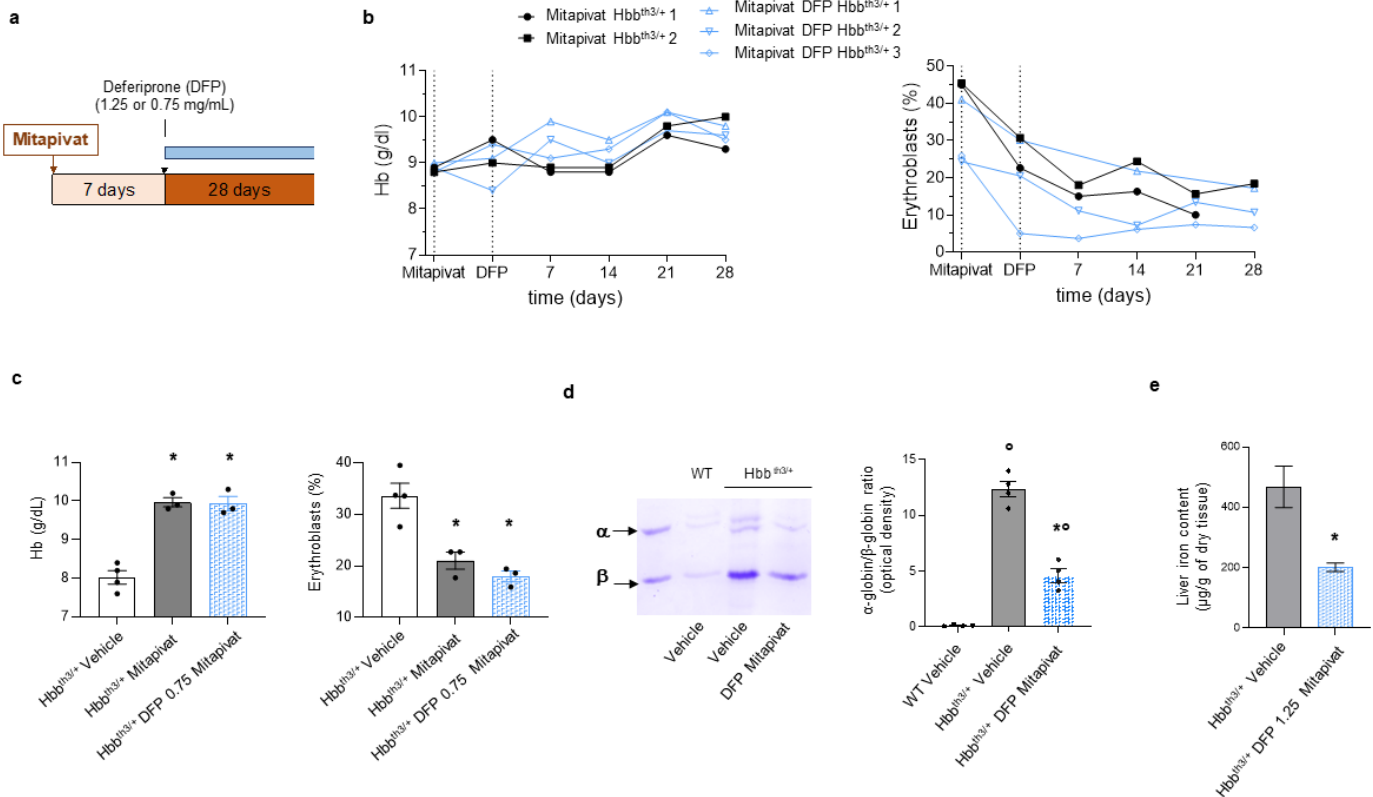 a
Deferiprone (DFP)
(1.25 or 0.75 mg/mL)
Mitapivat
7 days
28 days
b
Mitapivat Hbbth3/+ 1
Mitapivat Hbbth3/+ 2
Mitapivat DFP Hbbth3/+ 1
Mitapivat DFP Hbbth3/+ 2
Mitapivat DFP Hbbth3/+ 3
Hb (g/dl)
11
10
9
8
7
Mitapivat DFP 7 14 21 28
time (days)
Erythroblasts (%)
50
40
30
20
10
0
Mitapivat DFP 7 14 21 28
time (days)
c
Hb (g/dL)
11
10
9
8
7
* *
Hbbth3/+ Vehicle
Hbbth3/+ Mitapivat
Hbbth3/+ DFP 0.75 Mitapivat
Erythroblasts (%)
40
30
20
10
* *
Hbbth3/+ Vehicle
Hbbth3/+ Mitapivat
Hbbth3/+ DFP 0.75 Mitapivat
d
WT Hbbth3/+
α
β
Vehicle
Vehicle
DFP Mitapivat
α-globin/β-globin ratio
(optical density)
15
10
5
0
°
*°
WT Vehicle
Hbbth3/+ Vehicle
Hbbth3/+ DFP Mitapivat
e
Liver iron content
(μg/g of dry tissue)
600
400
200
0
*
Hbbth3/+ Vehicle
Hbbth3/+ DFP 1.25 Mitapivat